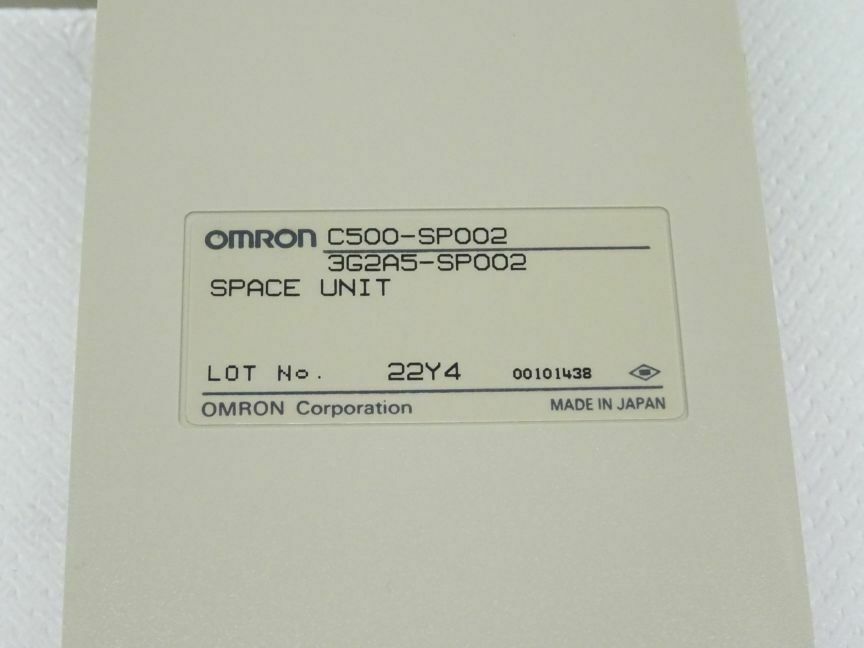 OMRON C500-SP002
3G2A5-SP002
SPACE UNIT
LOT No. 22Y4 00101438
OMRON Corporation MADE IN JAPAN